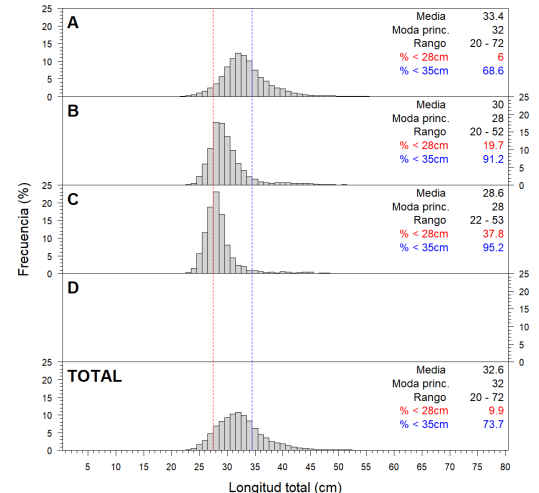 Frecuencia (%)
25
20
15
10
5
0
A
Media 33.4
Moda princ. 32
Rango 20 - 72
% < 28cm 6
% < 35cm 68.6
B
Media 30
Moda princ. 28
Rango 20 - 52
% < 28cm 19.7
% < 35cm 91.2
25
20
15
10
5
0
25
20
15
10
5
0
C
Media 28.6
Moda princ. 28
Rango 22 - 53
% < 28cm 37.8
% < 35cm 95.2
D
25
20
15
10
5
0
25
20
15
10
5
0
TOTAL
Media 32.6
Moda princ. 32
Rango 20 - 72
% < 28cm 9.9
% < 35cm 73.7
5 10 15 20 25 30 35 40 45 50 55 60 65 70 75 80
Longitud total (cm)